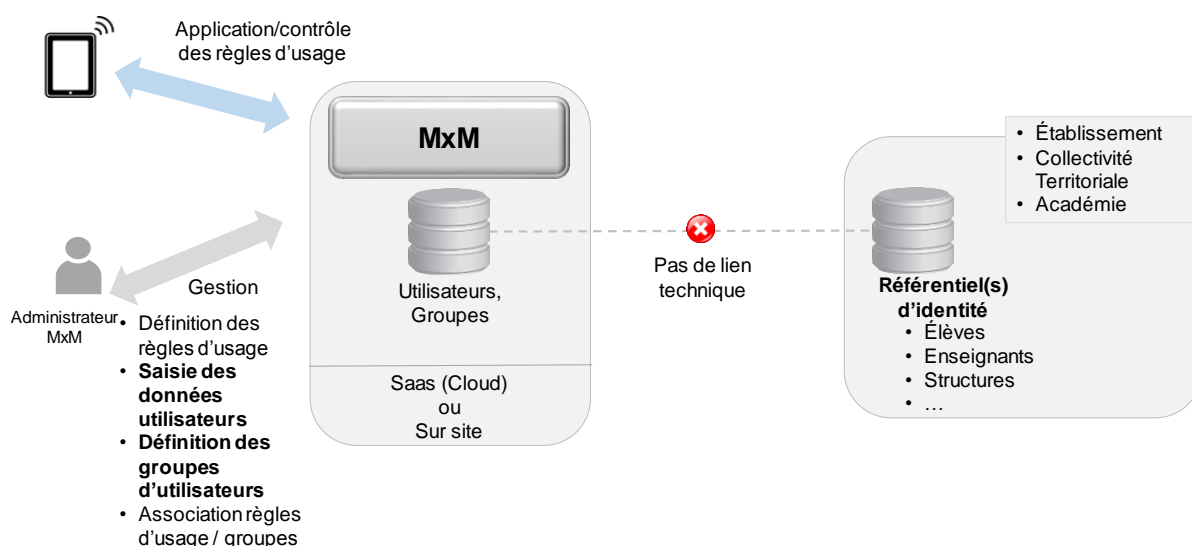 Application/contrôle
des règles d'usage
MxM
Utilisateurs,
Groupes
Saas (Cloud)
ou
Sur site
Gestion
Administrateur
MxM
• Définition des
règles d'usage
• Saisie des
données
utilisateurs
• Définition des
groupes
d'utilisateurs
• Association règles
d'usage / groupes
Pas de lien
technique
• Établissement
• Collectivité
Territoriale
• Académie
Référentiel(s)
d'identité
• Élèves
• Enseignants
• Structures
• …